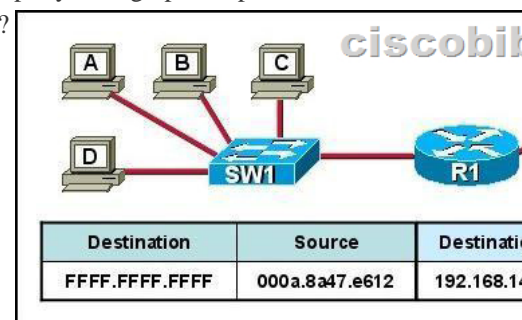 ?
ciscobib
A B C
D
SW1 R1
Destination Source Destinatio
FFFF.FFFF.FFFF 000a.8a47.e612 192.168.14